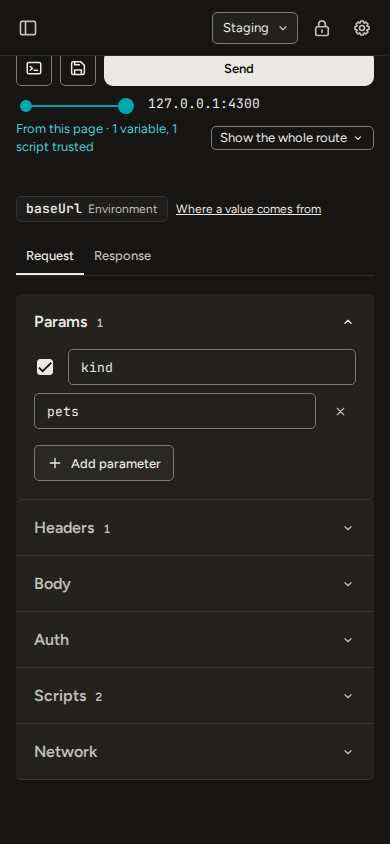 Staging
Send
127.0.0.1:4300
From this page · 1 variable, 1
script trusted
Show the whole route
baseUrl Environment
Where a value comes from
Request Response
Params 1
kind
pets
Add parameter
Headers 1
Body
Auth
Scripts 2
Network